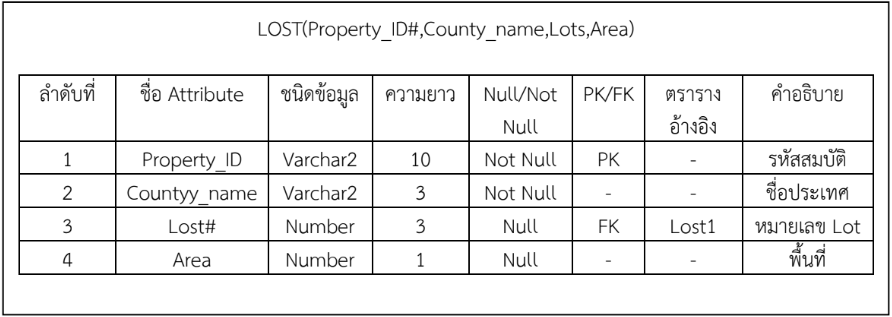 LOST(Property_ID#,County_name,Lots,Area)
ลำดับที่ ชื่อ Attribute ชนิดข้อมูล ความยาว Null/Not Null PK/FK ตราราง อ้างอิง คำอธิบาย
1 Property_ID Varchar2 10 Not Null PK - รหัสสมบัติ
2 Countyy_name Varchar2 3 Not Null - - ชื่อประเทศ
3 Lost# Number 3 Null FK Lost1 หมายเลข Lot
4 Area Number 1 Null - - พื้นที่